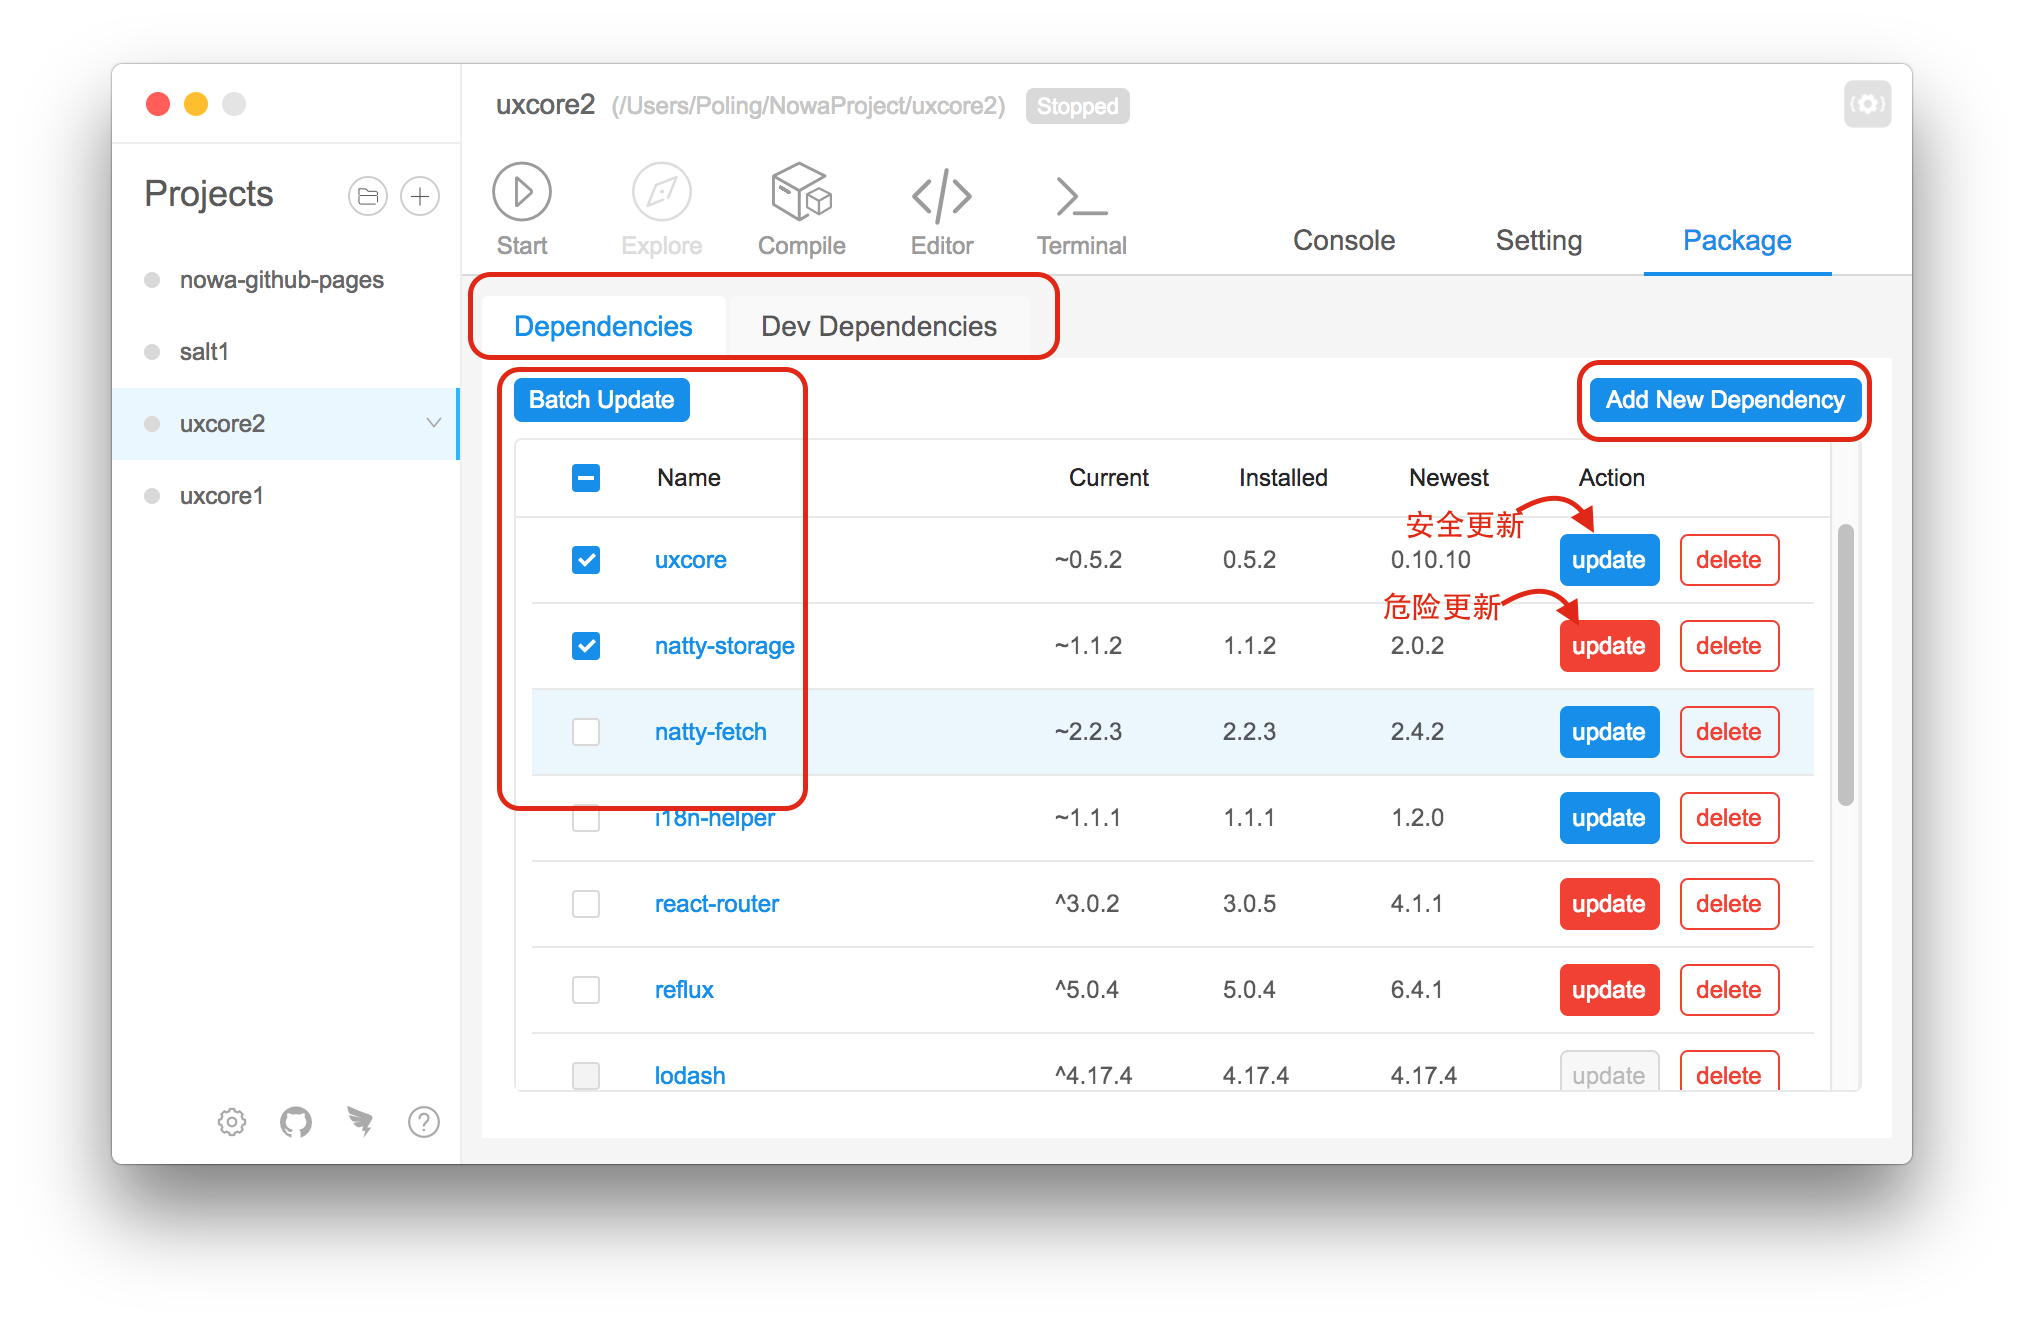 uxcore2 (/Users/Poling/NowaProject/uxcore2) Stopped
Projects
nowa-github-pages
salt1
uxcore2
uxcore1
Start Explore Compile Editor Terminal
Console Setting Package
Dependencies Dev Dependencies
Batch Update Add New Dependency
Name Current Installed Newest Action
安全更新
uxcore ~0.5.2 0.5.2 0.10.10 update delete
危险更新
natty-storage ~1.1.2 1.1.2 2.0.2 update delete
natty-fetch ~2.2.3 2.2.3 2.4.2 update delete
i18n-helper ~1.1.1 1.1.1 1.2.0 update delete
react-router ^3.0.2 3.0.5 4.1.1 update delete
reflux ^5.0.4 5.0.4 6.4.1 update delete
lodash ^4.17.4 4.17.4 4.17.4 update delete